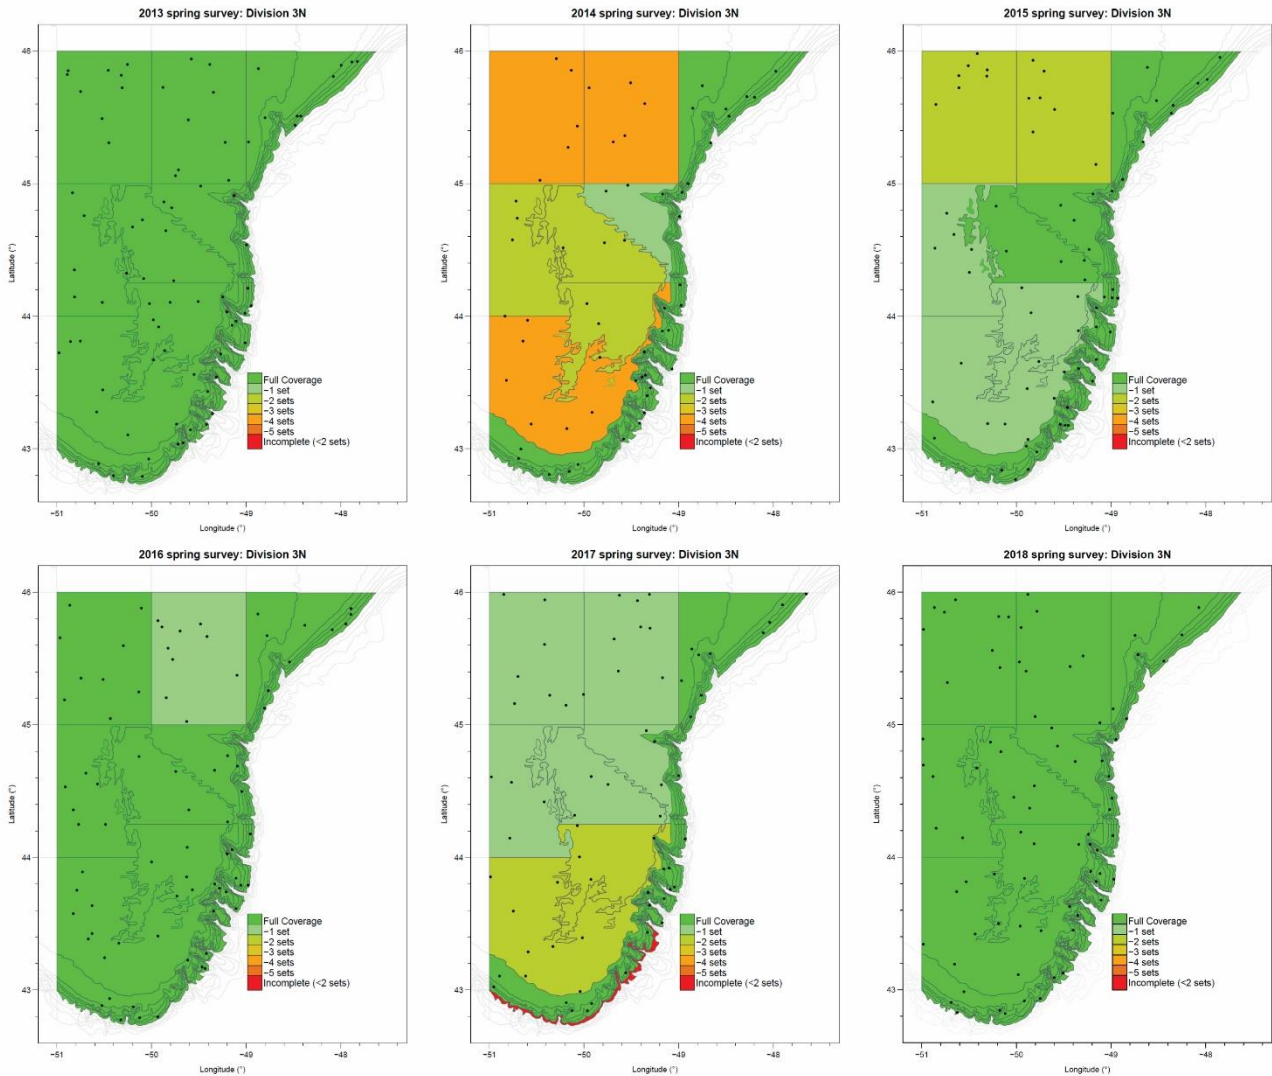 2013 spring survey: Division 3N
46
45
44
43
Latitude (°)
Full Coverage
−1 set
−2 sets
−3 sets
−4 sets
−5 sets
Incomplete (<2 sets)
−51
−50
−49
−48
Longitude (°)
2014 spring survey: Division 3N
46
45
44
43
Latitude (°)
Full Coverage
−1 set
−2 sets
−3 sets
−4 sets
−5 sets
Incomplete (<2 sets)
−51
−50
−49
−48
Longitude (°)
2015 spring survey: Division 3N
46
45
44
43
Latitude (°)
Full Coverage
−1 set
−2 sets
−3 sets
−4 sets
−5 sets
Incomplete (<2 sets)
−51
−50
−49
−48
Longitude (°)
2016 spring survey: Division 3N
46
45
44
43
Latitude (°)
Full Coverage
−1 set
−2 sets
−3 sets
−4 sets
−5 sets
Incomplete (<2 sets)
−51
−50
−49
−48
Longitude (°)
2017 spring survey: Division 3N
46
45
44
43
Latitude (°)
Full Coverage
−1 set
−2 sets
−3 sets
−4 sets
−5 sets
Incomplete (<2 sets)
−51
−50
−49
−48
Longitude (°)
2018 spring survey: Division 3N
46
45
44
43
Latitude (°)
Full Coverage
−1 set
−2 sets
−3 sets
−4 sets
−5 sets
Incomplete (<2 sets)
−51
−50
−49
−48
Longitude (°)